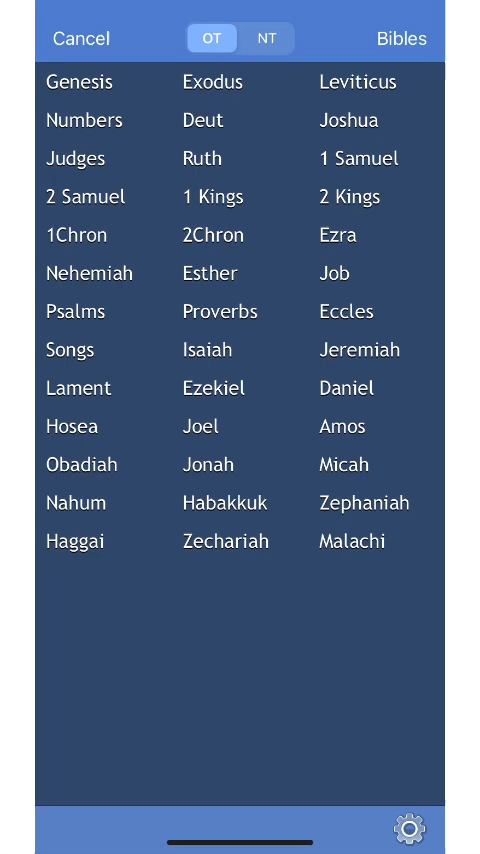 Cancel OT NT Bibles
Genesis Exodus Leviticus
Numbers Deut Joshua
Judges Ruth 1 Samuel
2 Samuel 1 Kings 2 Kings
1Chron 2Chron Ezra
Nehemiah Esther Job
Psalms Proverbs Eccles
Songs Isaiah Jeremiah
Lament Ezekiel Daniel
Hosea Joel Amos
Obadiah Jonah Micah
Nahum Habakkuk Zephaniah
Haggai Zechariah Malachi